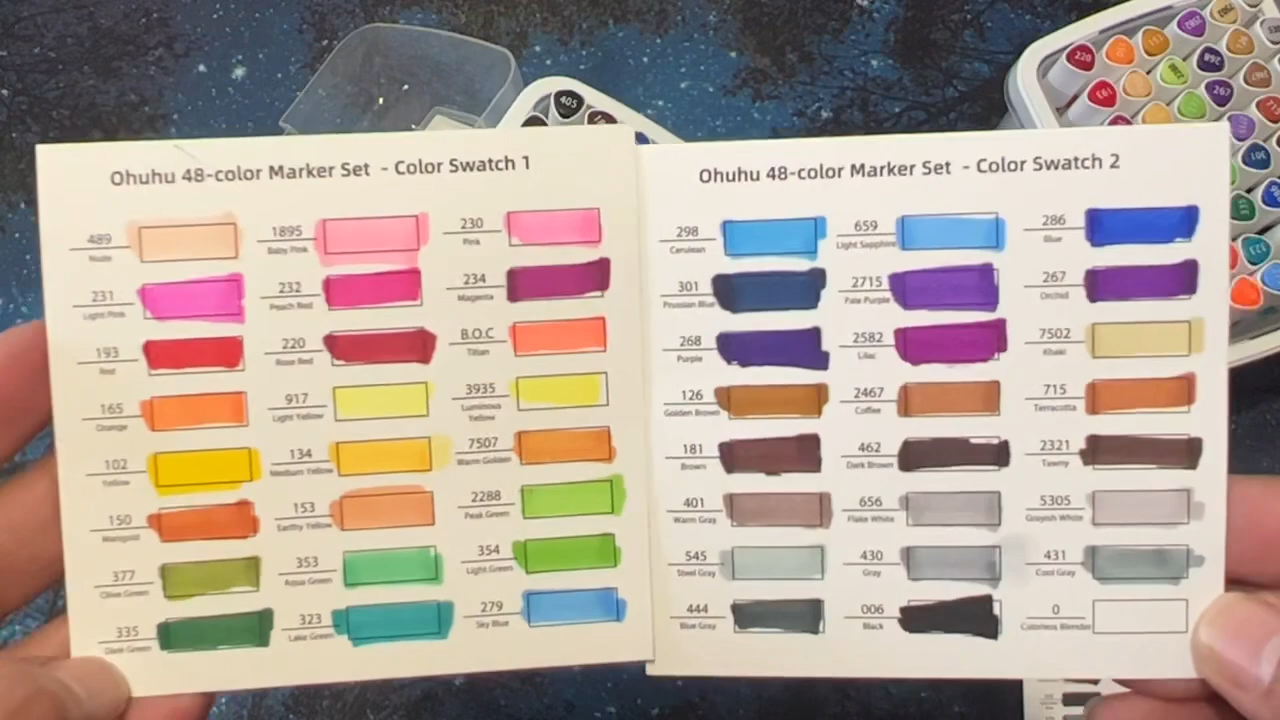 Ohuhu 48-color Marker Set - Color Swatch 1
489 1895 230
Nude Baby Pink Pink
231 232 234
Light Pink Peach Red Magenta
193 220 B.O.C
Red Rose Red Titian
165 917 3935
Orange Light Yellow Luminous Yellow
102 134 7507
Yellow Medium Yellow Warm Golden
150 153 2288
Marigold Earthy Yellow Peak Green
377 353 354
Olive Green Aqua Green Light Green
335 323 279
Dark Green Lake Green Sky Blue
Ohuhu 48-color Marker Set - Color Swatch 2
298 659 286
Cerulean Light Sapphire Blue
301 2715 267
Prussian Blue Pale Purple Orchid
268 2582 7502
Purple Lilac Khaki
126 2467 715
Golden Brown Coffee Terracotta
181 462 2321
Brown Dark Brown Tawny
401 656 5305
Warm Gray Flake White Grayish White
545 430 431
Steel Gray Gray Cool Gray
444 006 0
Blue Gray Black Colorless Blender
405
220
193
268
267
301
323